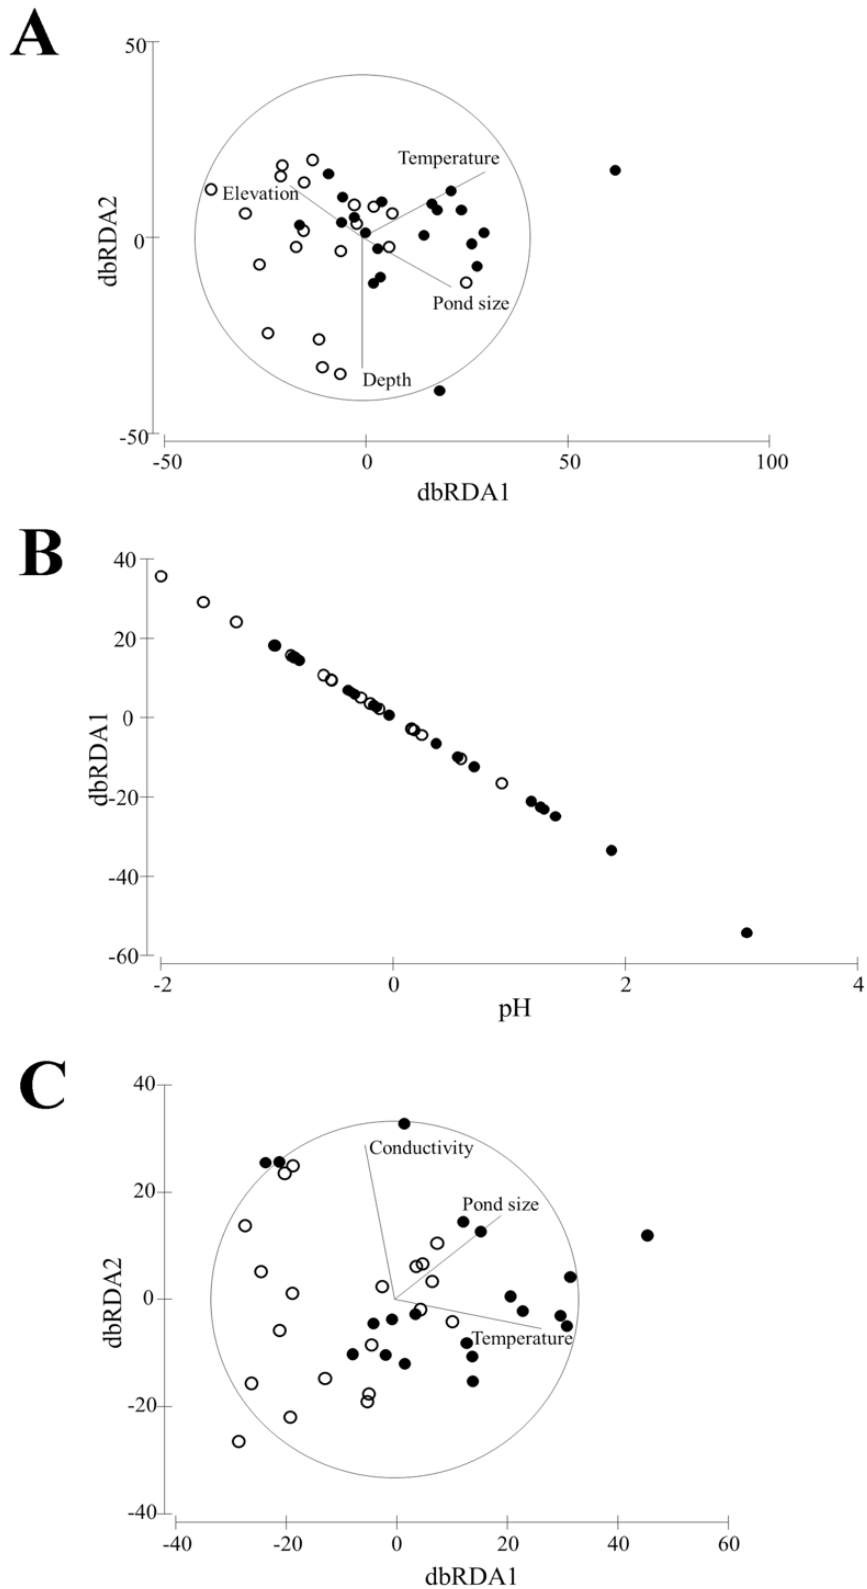 A
50
Temperature
Elevation
dbRDA2
0
Pond size
Depth
-50
-50 0 50 100
dbRDA1
B
40
20
0
dbRDA1
-20
-40
-60
-2 0 2 4
pH
C
40
Conductivity
20
Pond size
dbRDA2
0
Temperature
-20
-40
-40 -20 0 20 40 60
dbRDA1